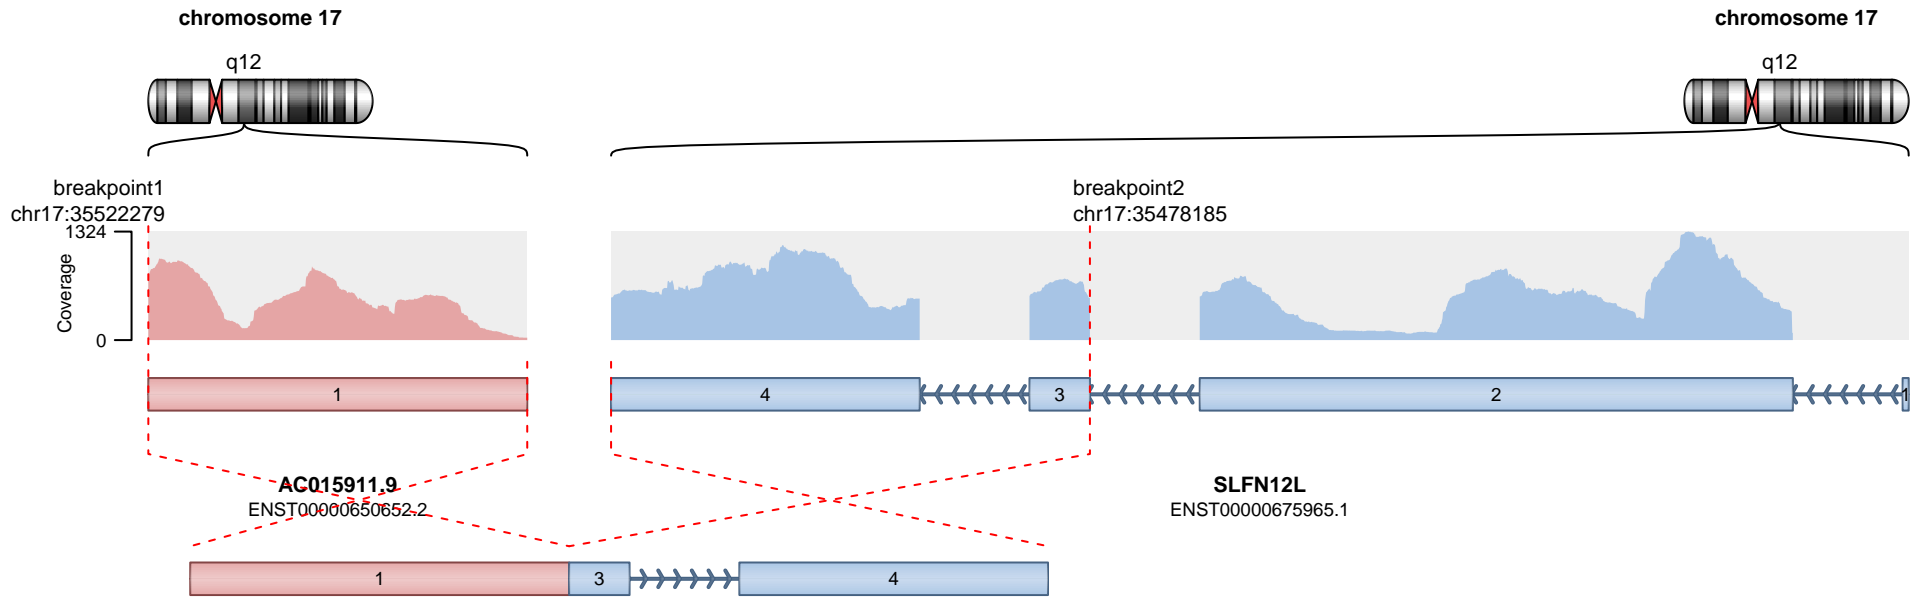 chromosome 17
chromosome 17
q12
q12
breakpoint1
chr17:35522279
breakpoint2
chr17:35478185
1324
Coverage
0
1
4
3
2
1
AC015911.9
ENST00000650652.2
SLFN12L
ENST00000675965.1
1
3
4